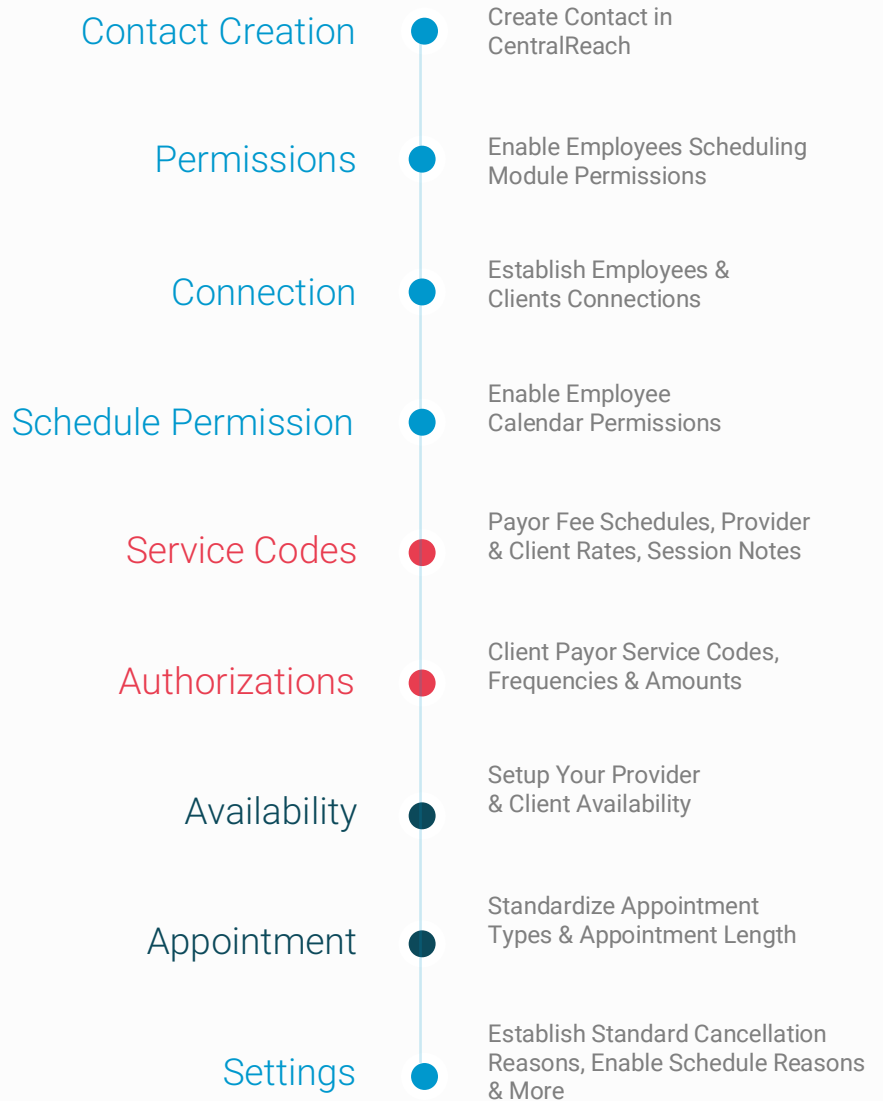 Contact Creation
Create Contact in
CentralReach
Permissions
Enable Employees Scheduling
Module Permissions
Connection
Establish Employees &
Clients Connections
Schedule Permission
Enable Employee
Calendar Permissions
Service Codes
Payor Fee Schedules, Provider
& Client Rates, Session Notes
Authorizations
Client Payor Service Codes,
Frequencies & Amounts
Availability
Setup Your Provider
& Client Availability
Appointment
Standardize Appointment
Types & Appointment Length
Settings
Establish Standard Cancellation
Reasons, Enable Schedule Reasons
& More